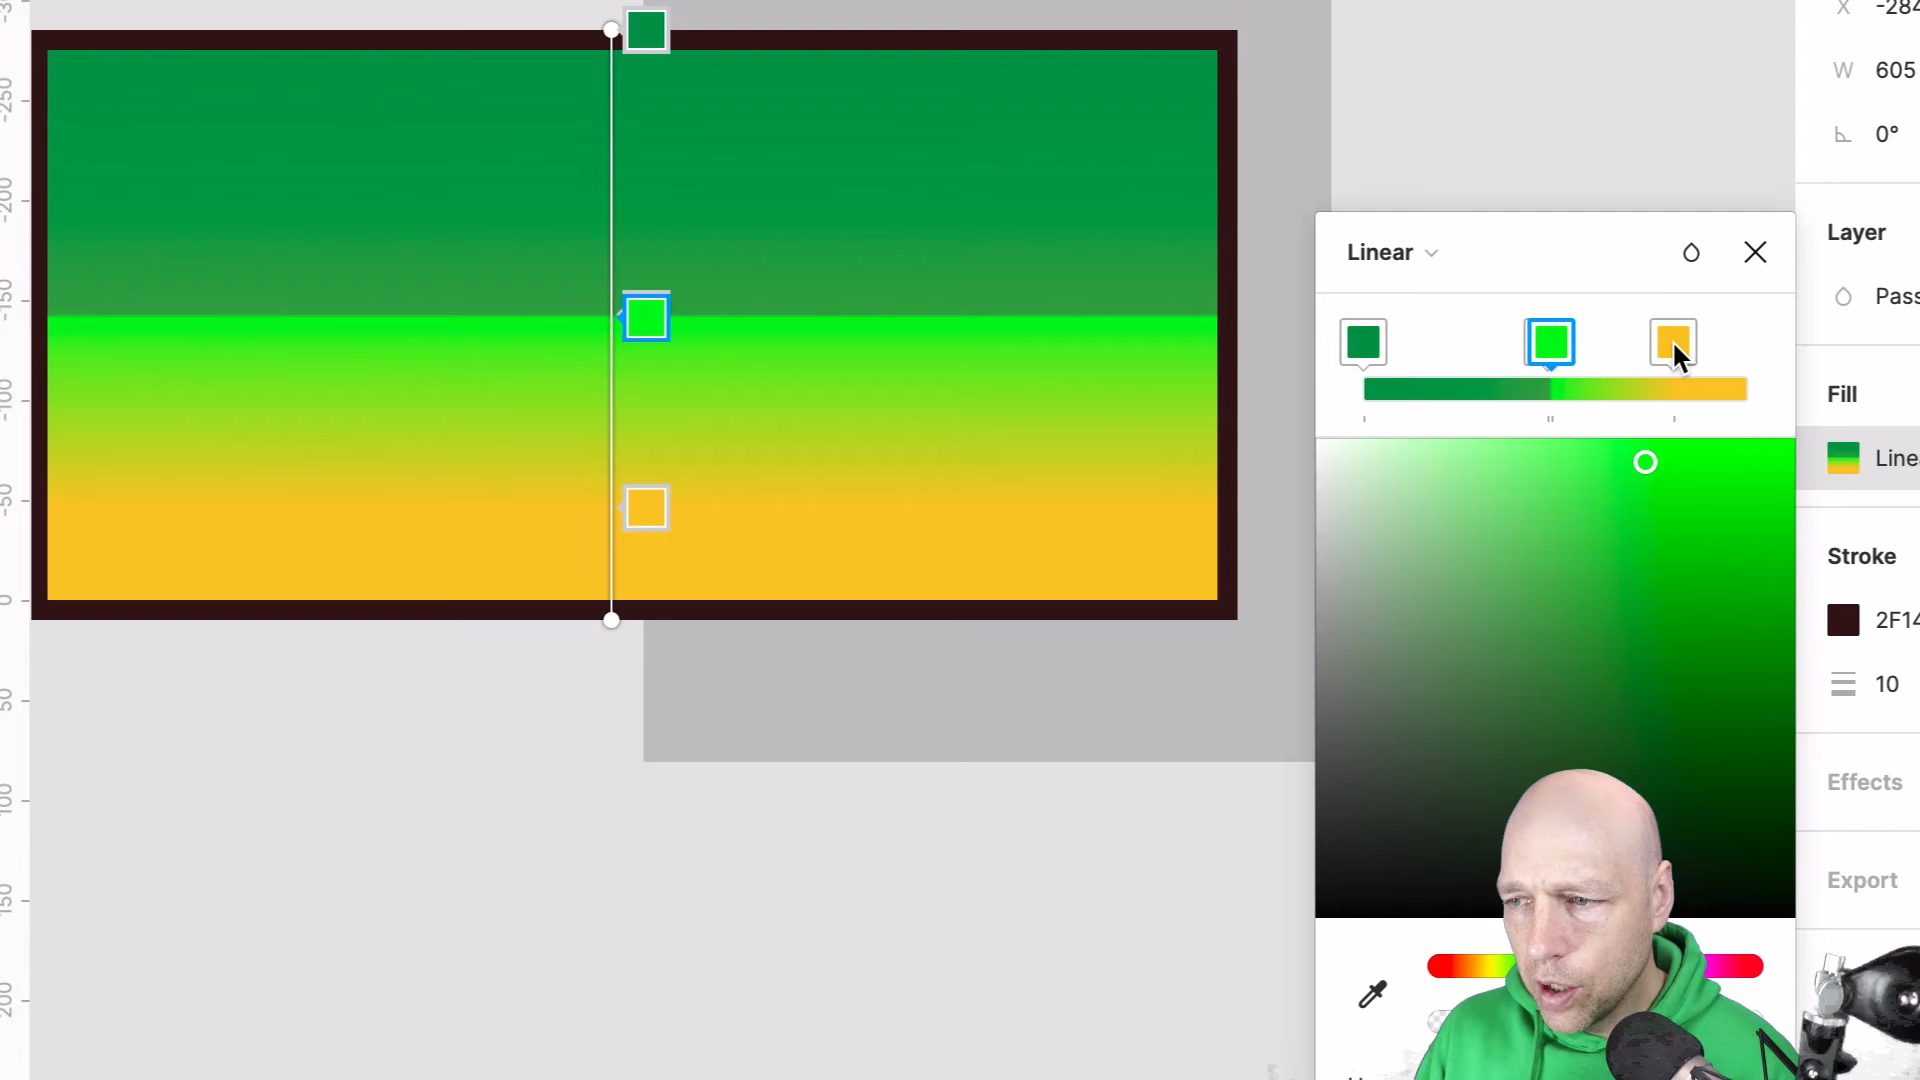 X -284
W 605
0°
Linear
Layer
Pass
Fill
Line
Stroke
2F14
10
Effects
Export
-250
-200
-150
-100
-50
0
50
100
150
200